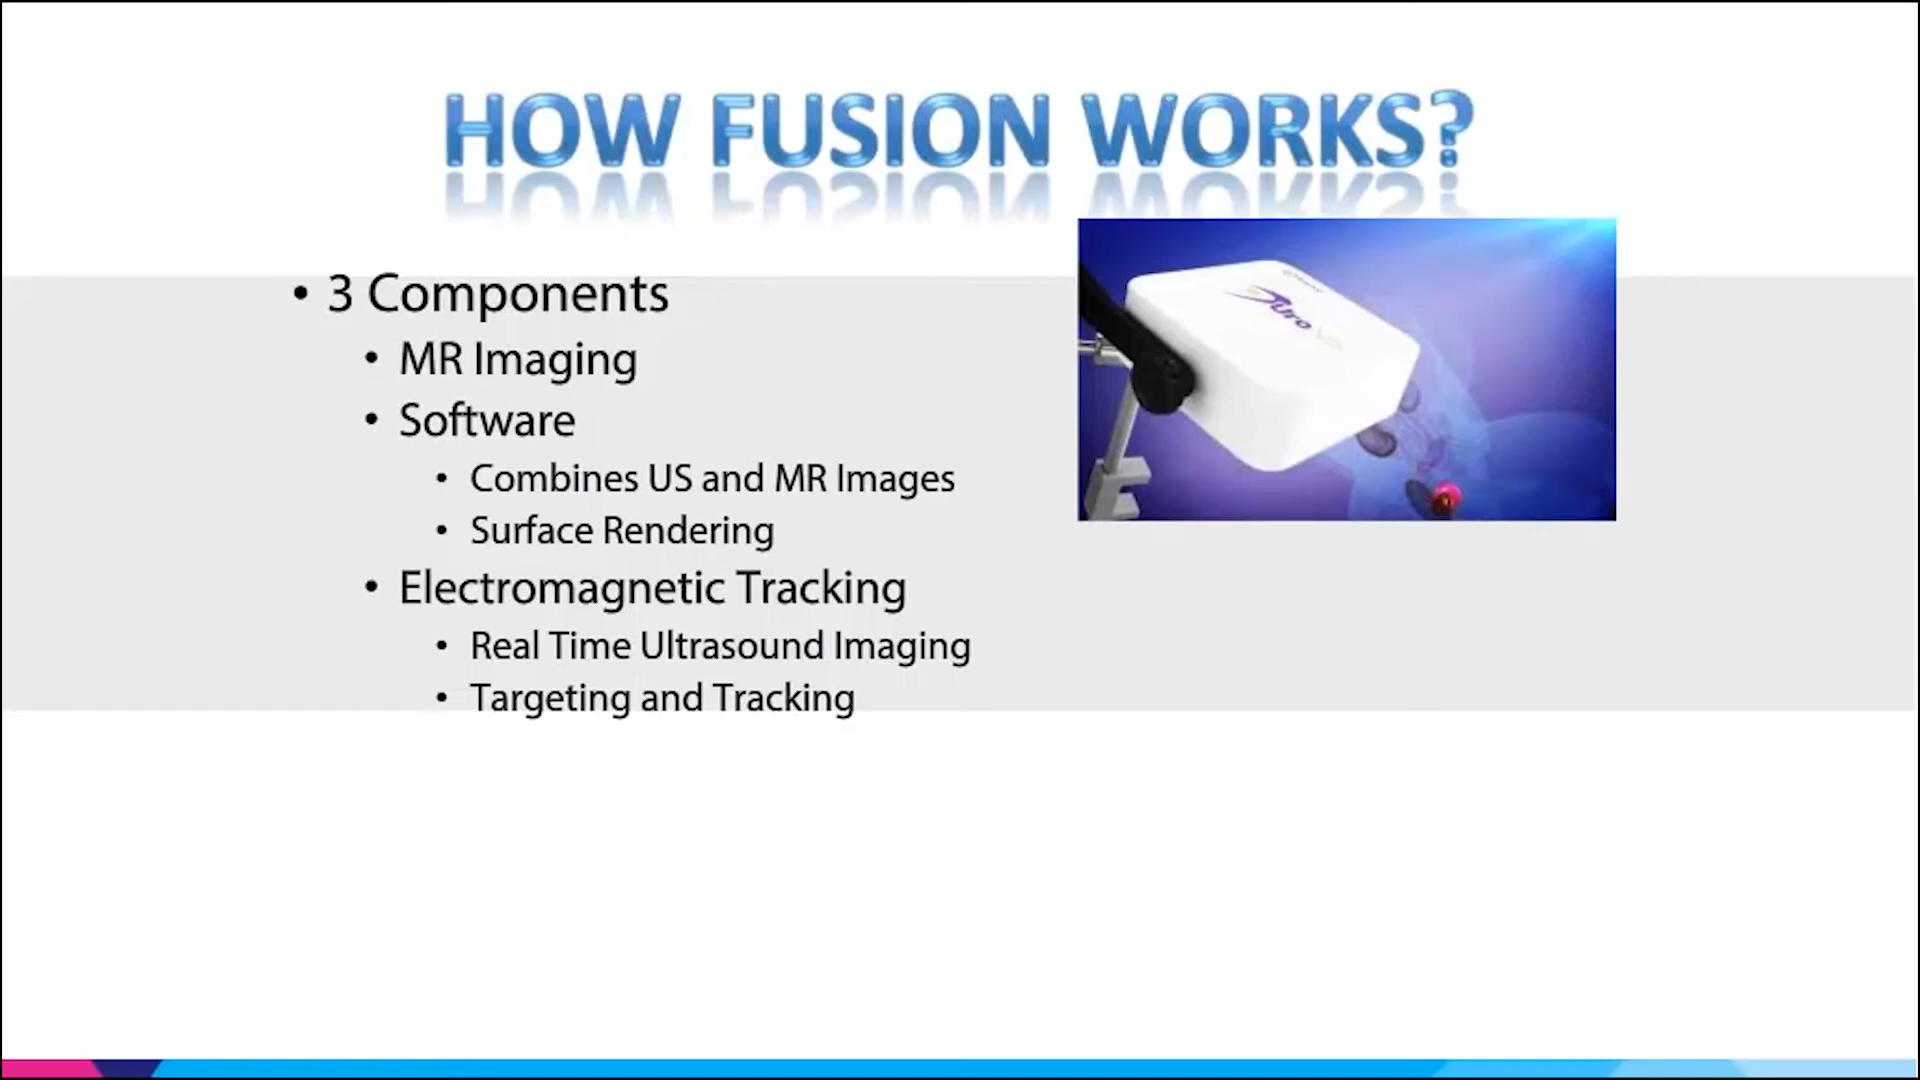 HOW FUSION WORKS?
• 3 Components
• MR Imaging
• Software
• Combines US and MR Images
• Surface Rendering
• Electromagnetic Tracking
• Real Time Ultrasound Imaging
• Targeting and Tracking
Uro